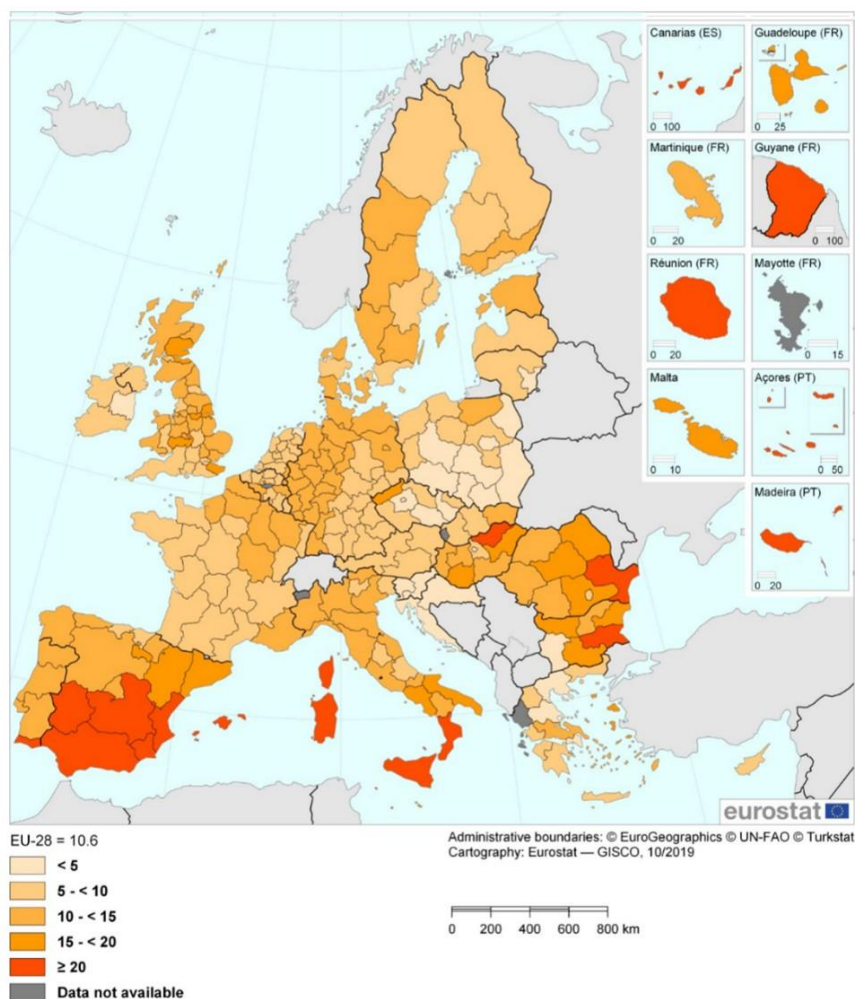 Canarias (ES)
0 100
Guadeloupe (FR)
0 25
Martinique (FR)
0 20
Guyane (FR)
0 100
Réunion (FR)
0 20
Mayotte (FR)
0 15
Malta
0 10
Açores (PT)
0 50
Madeira (PT)
0 20
eurostat
EU-28 = 10.6
< 5
5 - < 10
10 - < 15
15 - < 20
≥ 20
Data not available
Administrative boundaries: © EuroGeographics © UN-FAO © Turkstat
Cartography: Eurostat — GISCO, 10/2019
0 200 400 600 800 km